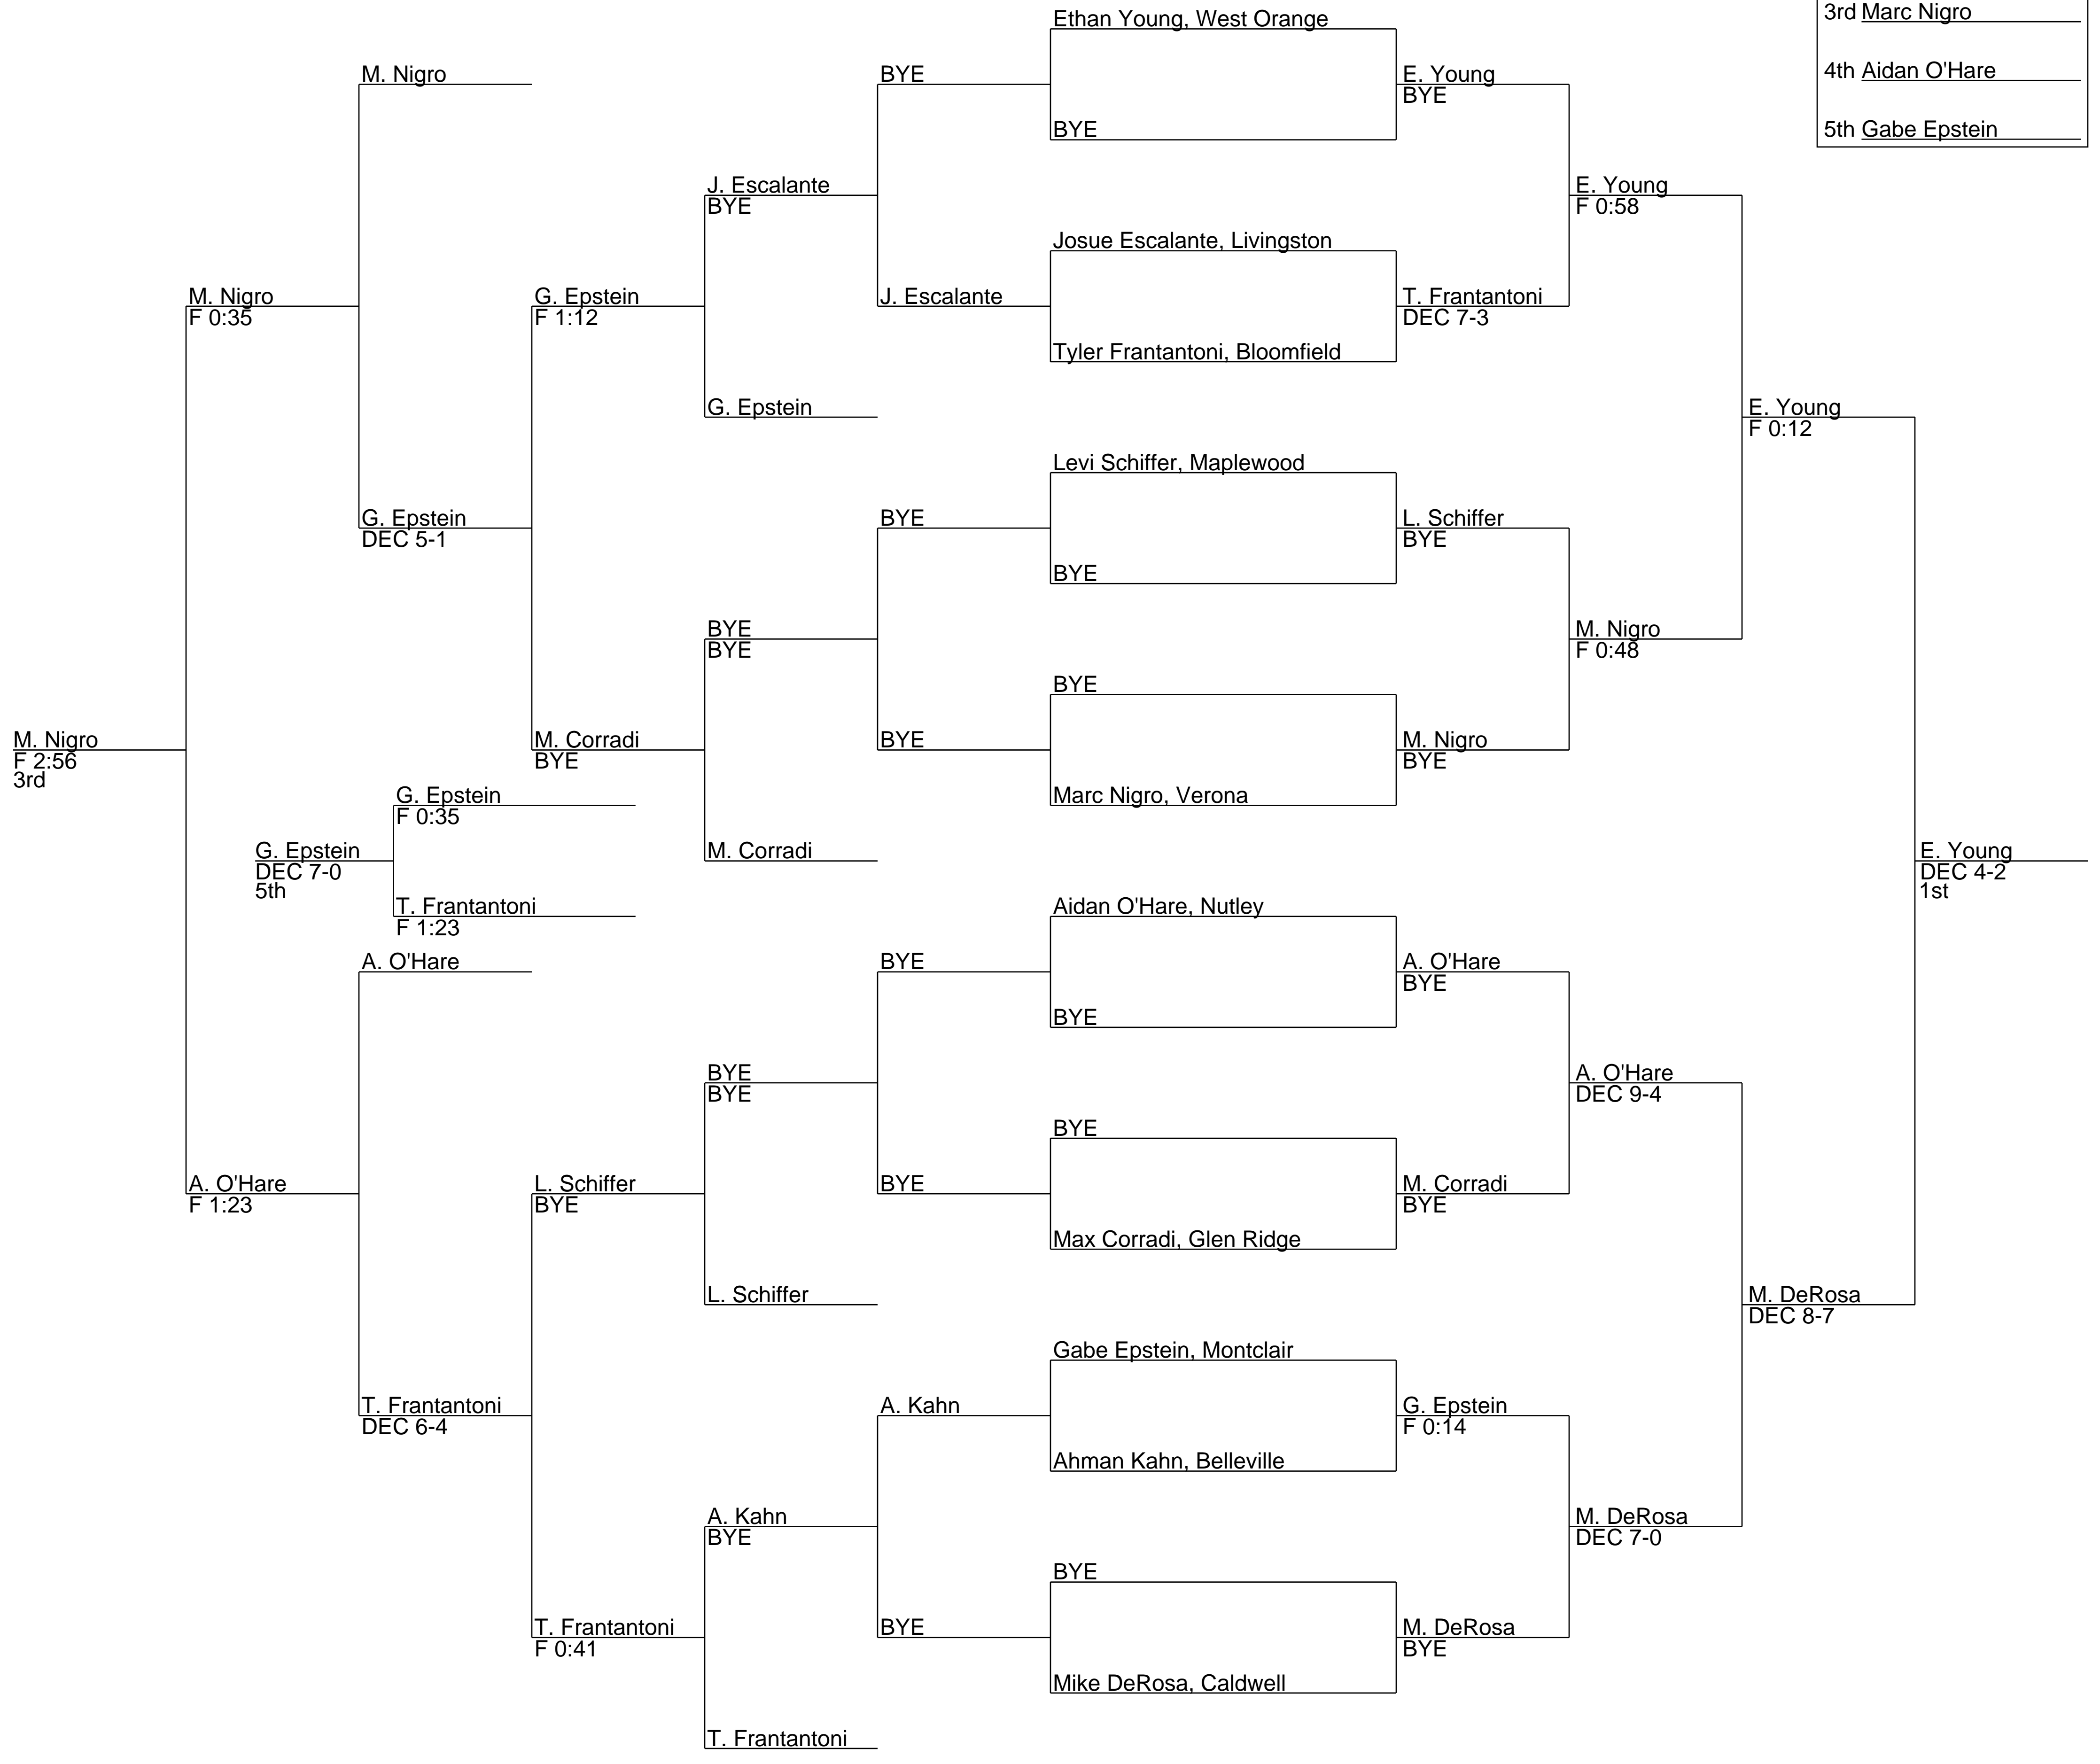 3rd Marc Nigro
Ethan Young, West Orange
4th Aidan O'Hare
M. Nigro
BYE
E. Young
BYE
BYE
5th Gabe Epstein
J. Escalante
BYE
E. Young
F 0:58
Josue Escalante, Livingston
M. Nigro
F 0:35
G. Epstein
F 1:12
J. Escalante
T. Frantantoni
DEC 7-3
Tyler Frantantoni, Bloomfield
G. Epstein
E. Young
F 0:12
Levi Schiffer, Maplewood
G. Epstein
DEC 5-1
BYE
L. Schiffer
BYE
BYE
BYE
BYE
M. Nigro
F 0:48
BYE
M. Nigro
F 2:56
3rd
M. Corradi
BYE
BYE
M. Nigro
BYE
G. Epstein
F 0:35
Marc Nigro, Verona
G. Epstein
DEC 7-0
5th
M. Corradi
E. Young
DEC 4-2
1st
T. Frantantoni
F 1:23
Aidan O'Hare, Nutley
A. O'Hare
BYE
A. O'Hare
BYE
BYE
BYE
BYE
A. O'Hare
DEC 9-4
BYE
A. O'Hare
F 1:23
L. Schiffer
BYE
BYE
M. Corradi
BYE
Max Corradi, Glen Ridge
L. Schiffer
M. DeRosa
DEC 8-7
Gabe Epstein, Montclair
T. Frantantoni
DEC 6-4
A. Kahn
G. Epstein
F 0:14
Ahman Kahn, Belleville
A. Kahn
BYE
M. DeRosa
DEC 7-0
BYE
T. Frantantoni
F 0:41
BYE
M. DeRosa
BYE
Mike DeRosa, Caldwell
T. Frantantoni